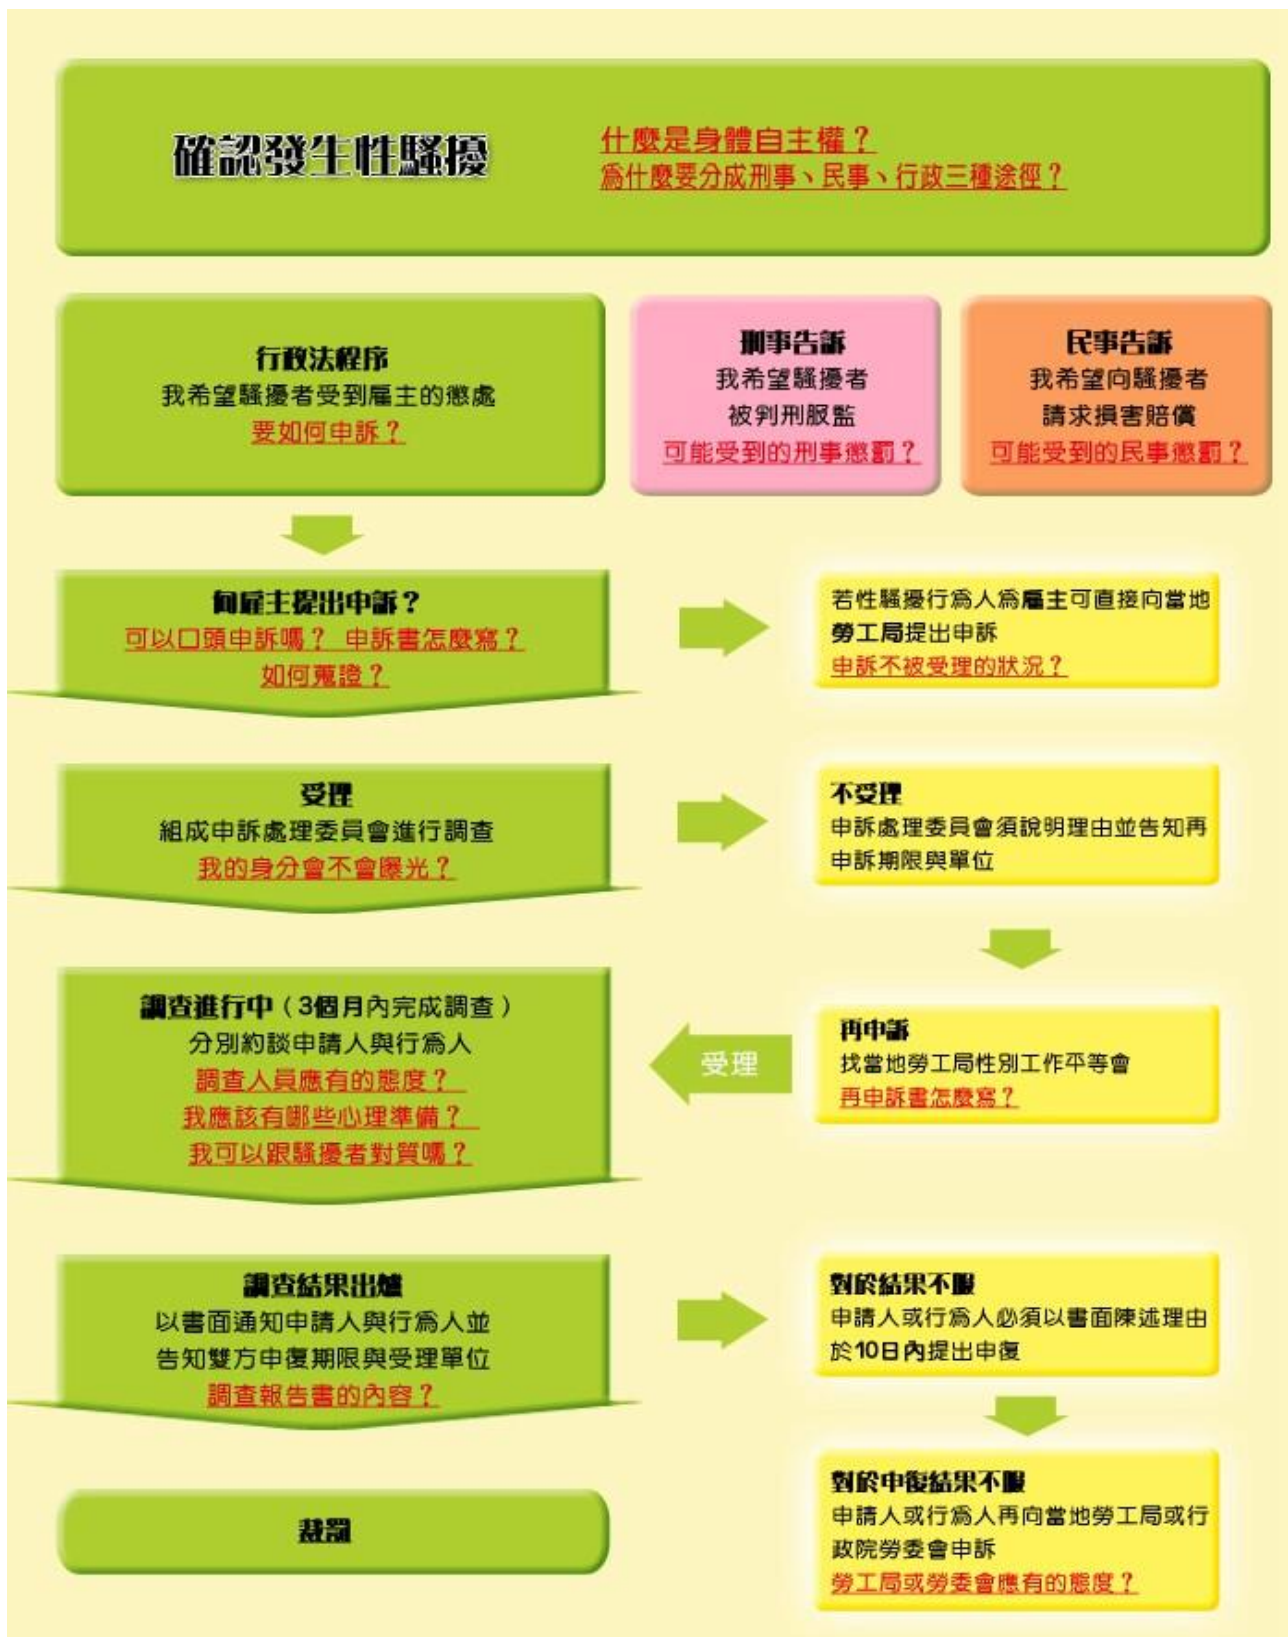 確認發生性騷擾
什麼是身體自主權？
為什麼要分成刑事、民事、行政三種途徑？
行政法程序
我希望騷擾者受到雇主的懲處
要如何申訴？
刑事告訴
我希望騷擾者
被判刑服監
可能受到的刑事懲罰？
民事告訴
我希望向騷擾者
請求損害賠償
可能受到的民事懲罰？
向雇主提出申訴？
可以口頭申訴嗎？ 申訴書怎麼寫？
如何蒐證？
若性騷擾行為人為雇主可直接向當地
勞工局提出申訴
申訴不被受理的狀況？
受理
組成申訴處理委員會進行調查
我的身分會不會曝光？
不受理
申訴處理委員會須說明理由並告知再
申訴期限與單位
調查進行中（3個月內完成調查）
分別約談申請人與行為人
調查人員應有的態度？
我應該有哪些心理準備？
我可以跟騷擾者對質嗎？
受理
再申訴
找當地勞工局性別工作平等會
再申訴書怎麼寫？
調查結果出爐
以書面通知申請人與行為人並
告知雙方申復期限與受理單位
調查報告書的內容？
對於結果不服
申請人或行為人必須以書面陳述理由
於10日內提出申復
裁罰
對於申復結果不服
申請人或行為人再向當地勞工局或行
政院勞委會申訴
勞工局或勞委會應有的態度？